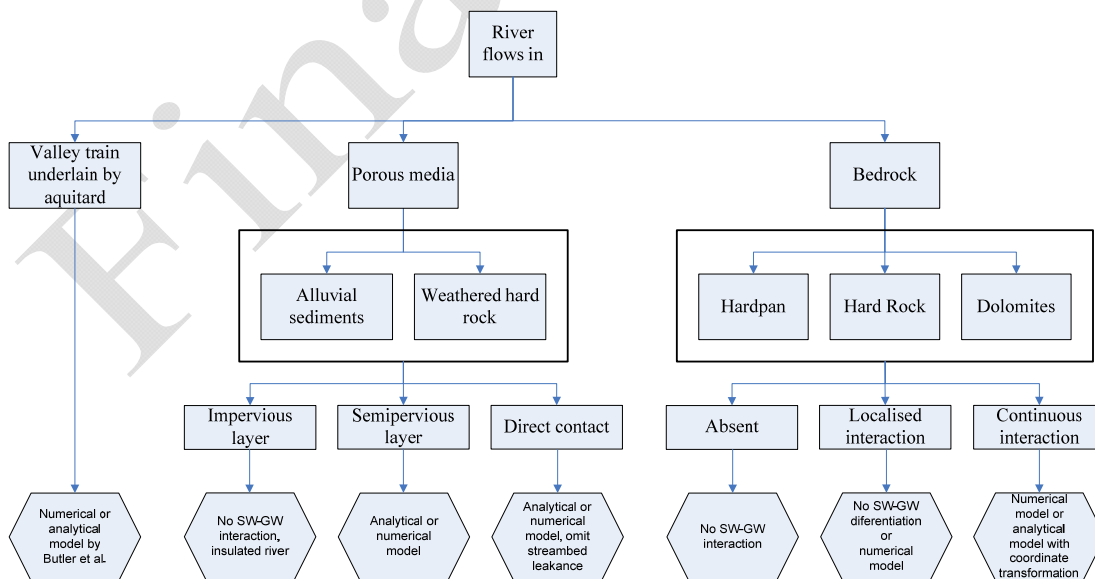 River
flows in
Valley train
underlain by
aquitard
Porous media
Bedrock
Alluvial
sediments
Weathered hard
rock
Hardpan
Hard Rock
Dolomites
Impervious
layer
Semipervious
layer
Direct contact
Absent
Localised
interaction
Continuous
interaction
Numerical or
analytical
model by
Butler et al.
No SW-GW
interaction,
insulated river
Analytical or
numerical model
Analytical or
numerical
model, omit
streambed
leakance
No SW-GW
interaction
No SW-GW
diferentiation
or
numerical
model
Numerical
model or
analytical
model with
coordinate
transformation
Fina